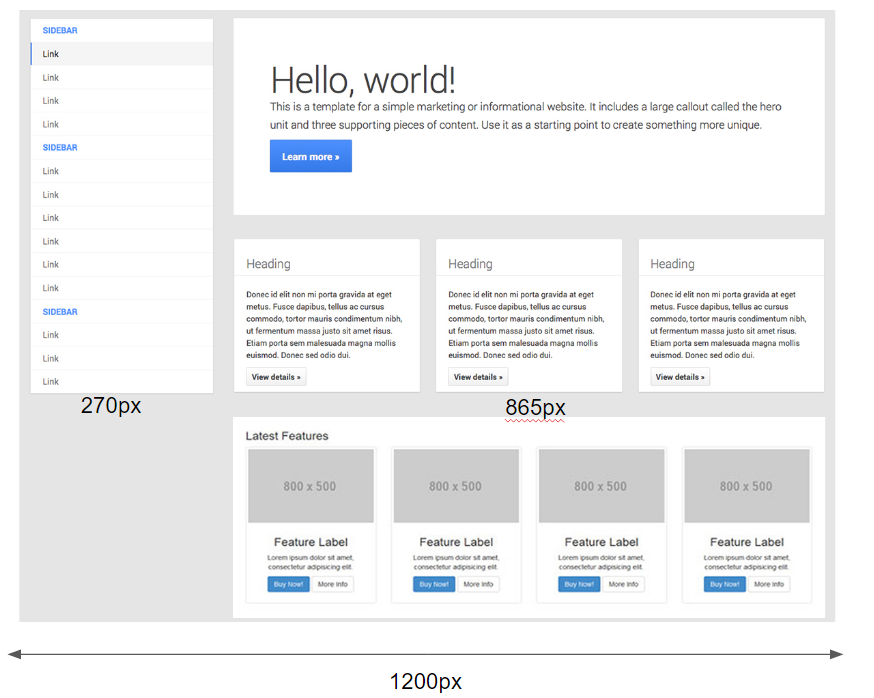 SIDEBAR
Link
Link
Link
Link
SIDEBAR
Link
Link
Link
Link
Link
Link
SIDEBAR
Link
Link
Link
270px
Hello, world!
This is a template for a simple marketing or informational website. It includes a large callout called the hero
unit and three supporting pieces of content. Use it as a starting point to create something more unique.
Learn more »
Heading
Donec id elit non mi porta gravida at eget
metus. Fusce dapibus, tellus ac cursus
commodo, tortor mauris condimentum nibh,
ut fermentum massa justo sit amet risus.
Etiam porta sem malesuada magna mollis
euismod. Donec sed odio dui.
View details »
Heading
Donec id elit non mi porta gravida at eget
metus. Fusce dapibus, tellus ac cursus
commodo, tortor mauris condimentum nibh,
ut fermentum massa justo sit amet risus.
Etiam porta sem malesuada magna mollis
euismod. Donec sed odio dui.
View details »
Heading
Donec id elit non mi porta gravida at eget
metus. Fusce dapibus, tellus ac cursus
commodo, tortor mauris condimentum nibh,
ut fermentum massa justo sit amet risus.
Etiam porta sem malesuada magna mollis
euismod. Donec sed odio dui.
View details »
865px
Latest Features
800 x 500
Feature Label
Lorem ipsum dolor sit amet,
consectetur adipisicing elit.
Buy Now! More Info
800 x 500
Feature Label
Lorem ipsum dolor sit amet,
consectetur adipisicing elit.
Buy Now! More Info
800 x 500
Feature Label
Lorem ipsum dolor sit amet,
consectetur adipisicing elit.
Buy Now! More Info
800 x 500
Feature Label
Lorem ipsum dolor sit amet,
consectetur adipisicing elit.
Buy Now! More Info
1200px